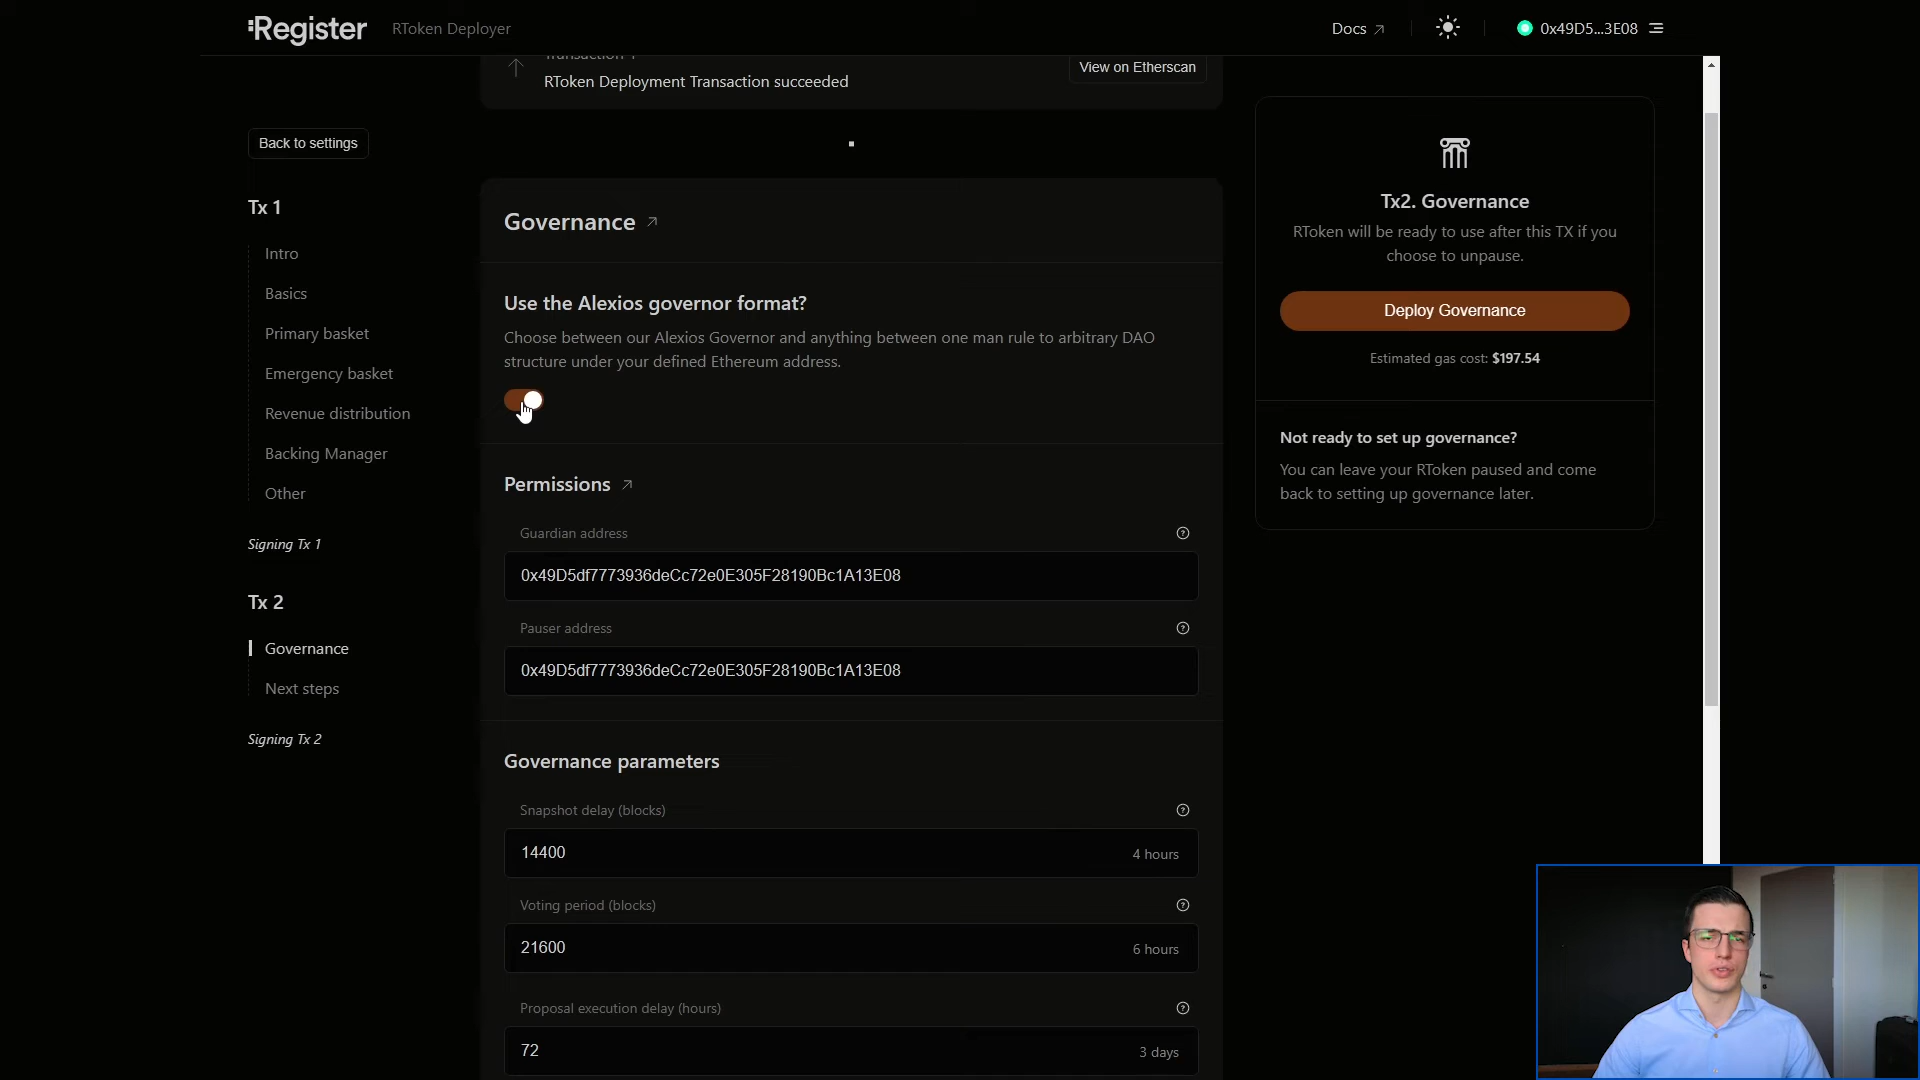 Register
RToken Deployer
Docs
0x49D5...3E08
RToken Deployment Transaction succeeded
View on Etherscan
Back to settings
Tx 1
Intro
Basics
Primary basket
Emergency basket
Revenue distribution
Backing Manager
Other
Signing Tx 1
Tx 2
Governance
Next steps
Signing Tx 2
Governance
Use the Alexios governor format?
Choose between our Alexios Governor and anything between one man rule to arbitrary DAO
structure under your defined Ethereum address.
Permissions
Guardian address
0x49D5df7773936deCc72e0E305F28190Bc1A13E08
Pauser address
0x49D5df7773936deCc72e0E305F28190Bc1A13E08
Governance parameters
Snapshot delay (blocks)
14400
4 hours
Voting period (blocks)
21600
6 hours
Proposal execution delay (hours)
72
3 days
Tx2. Governance
RToken will be ready to use after this TX if you
choose to unpause.
Deploy Governance
Estimated gas cost: $197.54
Not ready to set up governance?
You can leave your RToken paused and come
back to setting up governance later.